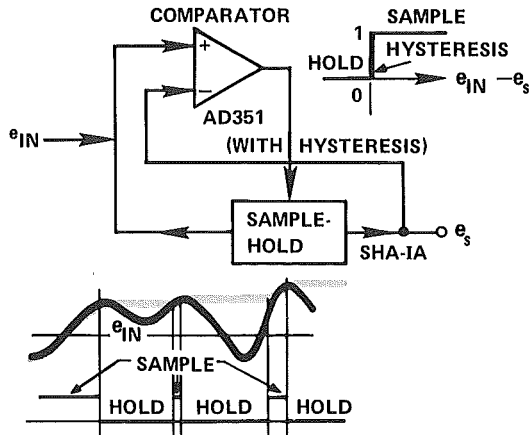 COMPARATOR
+
−
AD351
(WITH HYSTERESIS)
1
SAMPLE
HOLD
HYSTERESIS
0
eIN −es
eIN
SAMPLE-
HOLD
es
SHA-IA
eIN
SAMPLE
HOLD
HOLD
HOLD